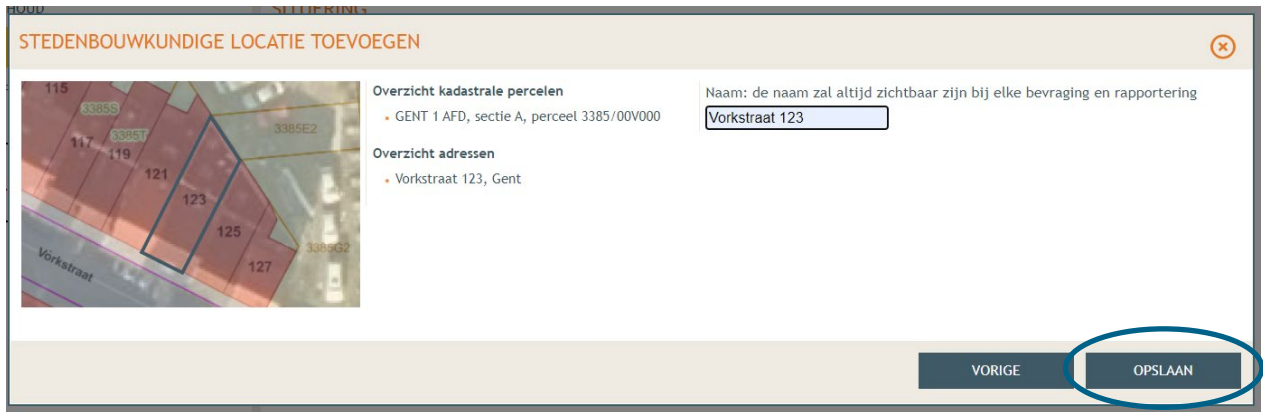 STEDENBOUWKUNDIGE LOCATIE TOEVOEGEN
115
3385S
3385T
3385E2
117
119
121
123
125
3385G2
127
Vorkstraat
Overzicht kadastrale percelen
GENT 1 AFD, sectie A, perceel 3385/00V000
Overzicht adressen
Vorkstraat 123, Gent
Naam: de naam zal altijd zichtbaar zijn bij elke bevraging en rapportering
Vorkstraat 123
VORIGE
OPSLAAN